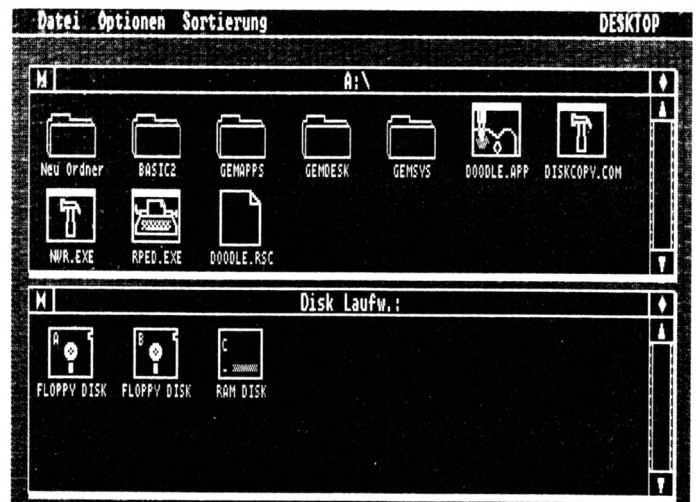 Datei Optionen Sortierung DESKTOP
A:\
Neu Ordner BASIC2 GEMAPPS GEMDESK GEMSYS DOODLE.APP DISKCOPY.COM
NVR.EXE RPED.EXE DOODLE.RSC
Disk Laufw.:
A B C
FLOPPY DISK FLOPPY DISK RAM DISK